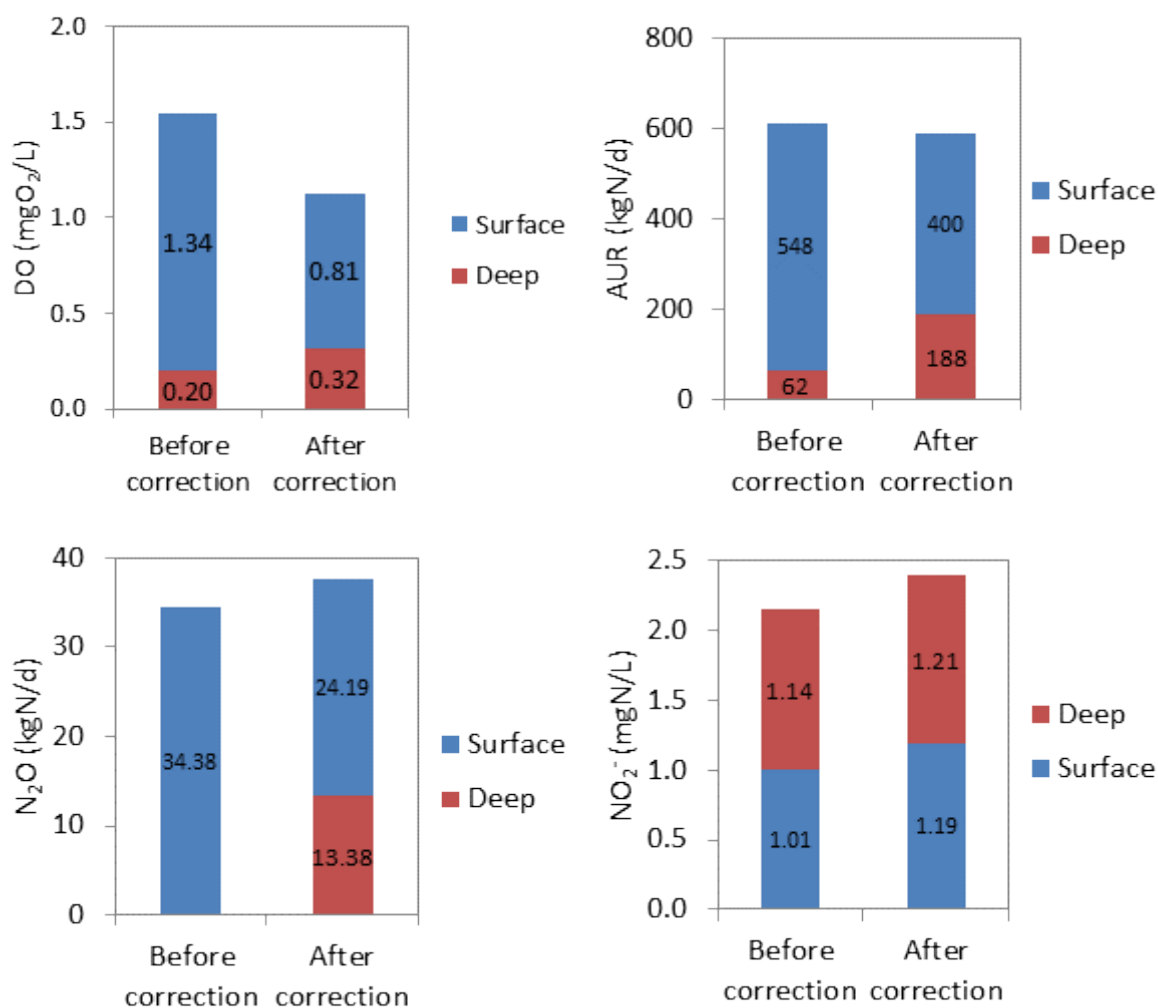 DO (mgO₂/L)
2.0
1.5
1.0
0.5
0.0
1.34
0.20
0.81
0.32
Before
correction
After
correction
Surface
Deep
AUR (kgN/d)
800
600
400
200
0
548
62
400
188
Before
correction
After
correction
Surface
Deep
N₂O (kgN/d)
40
30
20
10
0
34.38
24.19
13.38
Before
correction
After
correction
Surface
Deep
NO₂⁻ (mgN/L)
2.5
2.0
1.5
1.0
0.5
0.0
1.14
1.01
1.21
1.19
Before
correction
After
correction
Deep
Surface